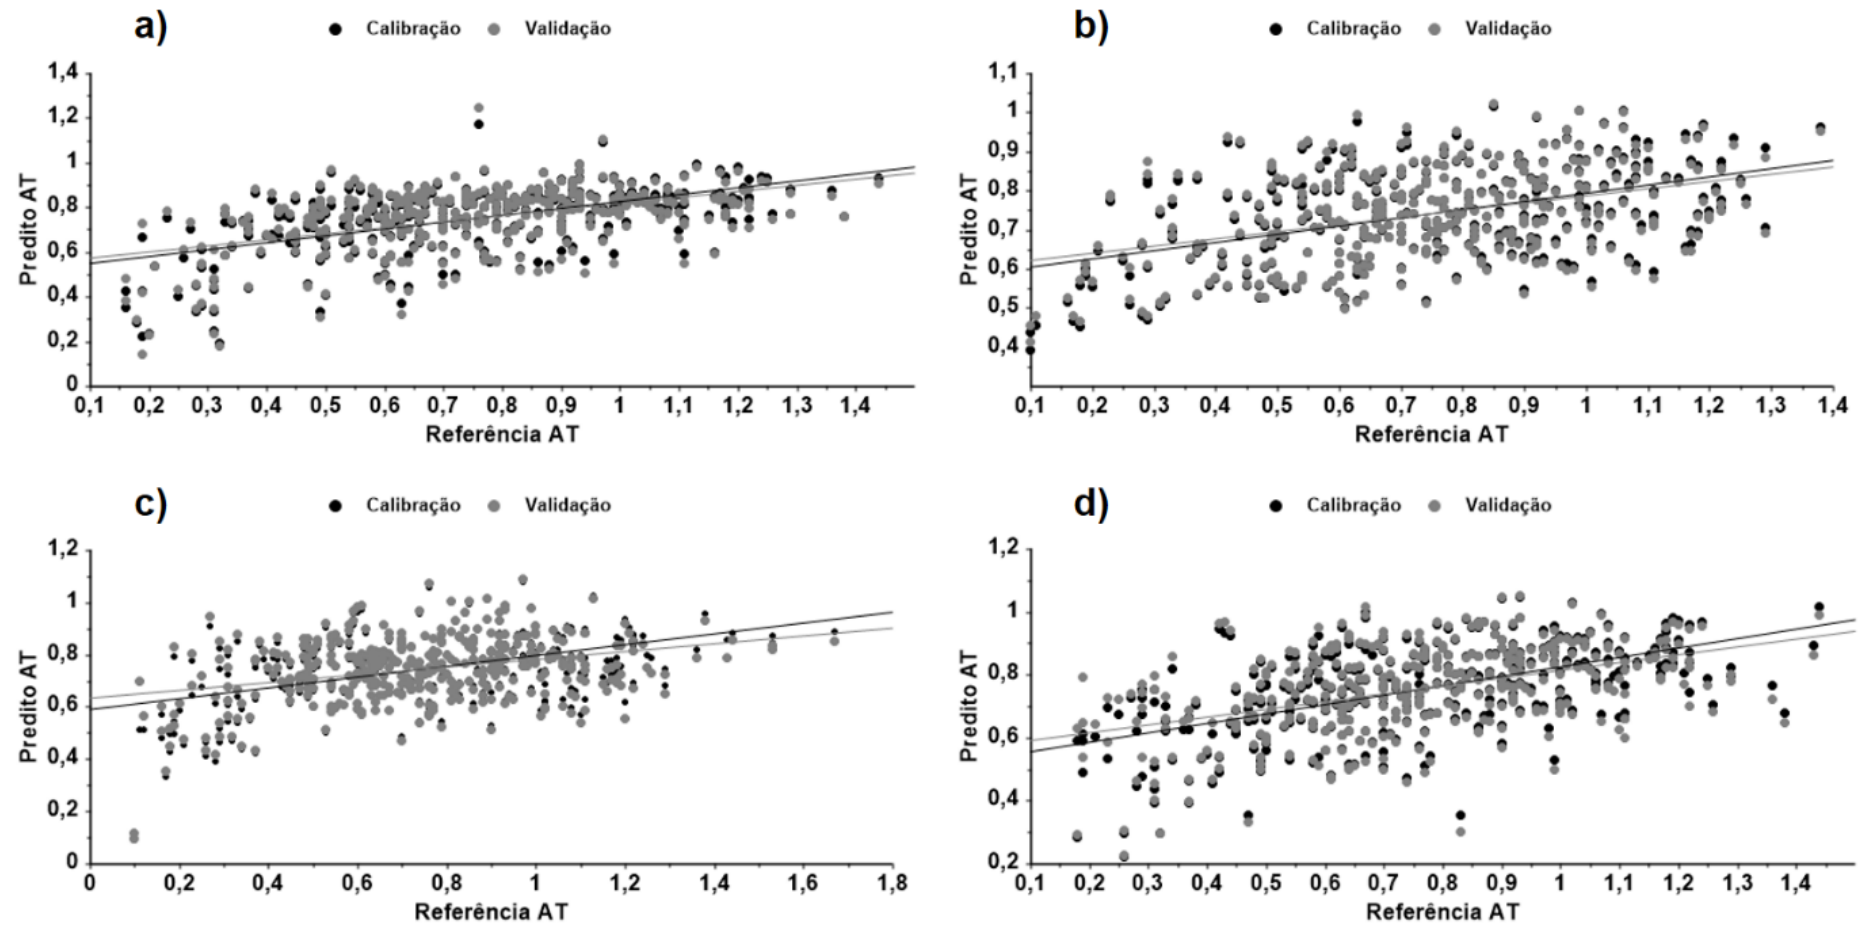 a)
Calibração Validação
1,4
1,2
1
0,8
0,6
0,4
0,2
0
Predito AT
0,1 0,2 0,3 0,4 0,5 0,6 0,7 0,8 0,9 1 1,1 1,2 1,3 1,4
Referência AT
b)
Calibração Validação
1,1
1
0,9
0,8
0,7
0,6
0,5
0,4
Predito AT
0,1 0,2 0,3 0,4 0,5 0,6 0,7 0,8 0,9 1 1,1 1,2 1,3 1,4
Referência AT
c)
Calibração Validação
1,2
1
0,8
0,6
0,4
0,2
0
Predito AT
0 0,2 0,4 0,6 0,8 1 1,2 1,4 1,6 1,8
Referência AT
d)
Calibração Validação
1,2
1
0,8
0,6
0,4
0,2
Predito AT
0,1 0,2 0,3 0,4 0,5 0,6 0,7 0,8 0,9 1 1,1 1,2 1,3 1,4
Referência AT